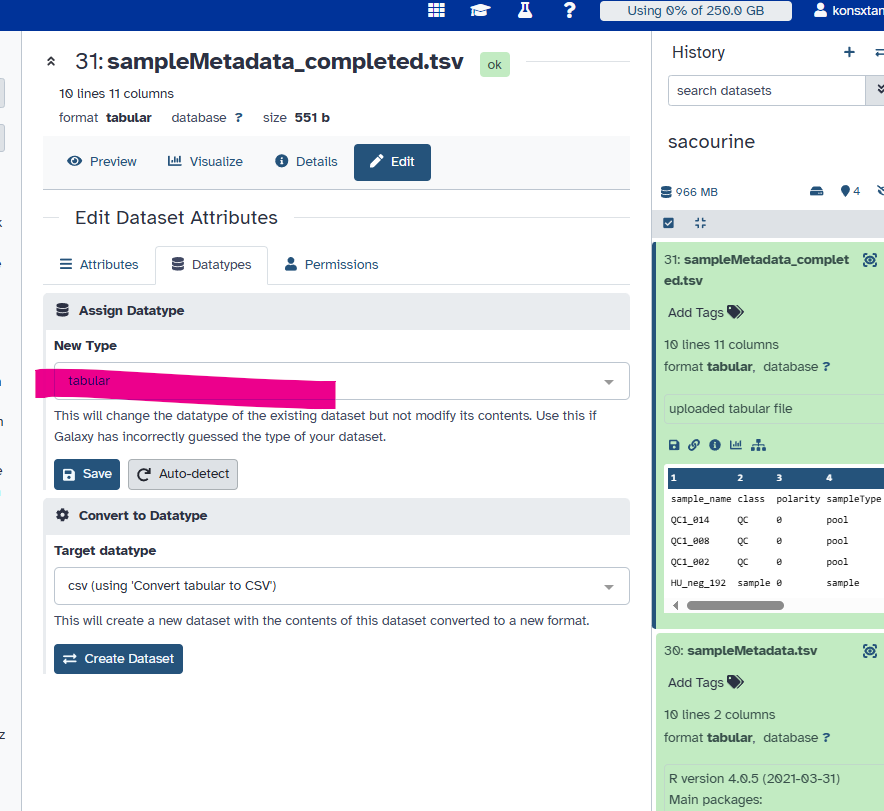 Using 0% of 250.0 GB
konsxtan
31: sampleMetadata_completed.tsv ok
10 lines 11 columns
format tabular database ? size 551 b
Preview Visualize Details Edit
Edit Dataset Attributes
Attributes Datatypes Permissions
Assign Datatype
New Type
tabular
This will change the datatype of the existing dataset but not modify its contents. Use this if
Galaxy has incorrectly guessed the type of your dataset.
Save Auto-detect
Convert to Datatype
Target datatype
csv (using 'Convert tabular to CSV')
This will create a new dataset with the contents of this dataset converted to a new format.
Create Dataset
History
search datasets
sacourine
966 MB 4
31: sampleMetadata_complet
ed.tsv
Add Tags
10 lines 11 columns
format tabular, database ?
uploaded tabular file
1 2 3 4
sample_name class polarity sampleType
QC1_014 QC 0 pool
QC1_008 QC 0 pool
QC1_002 QC 0 pool
HU_neg_192 sample 0 sample
30: sampleMetadata.tsv
Add Tags
10 lines 2 columns
format tabular, database ?
R version 4.0.5 (2021-03-31)
Main packages: